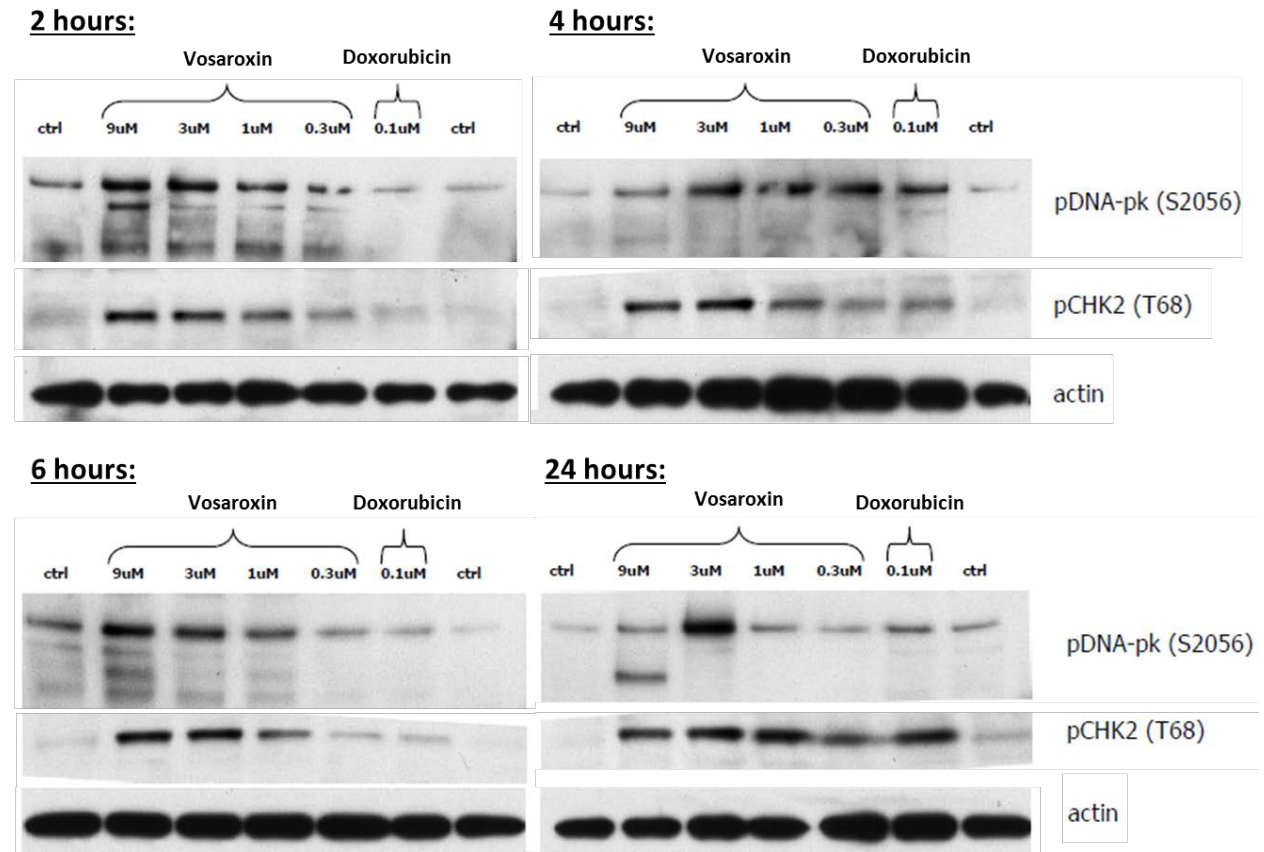 2 hours:
4 hours:
Vosaroxin Doxorubicin
Vosaroxin Doxorubicin
ctrl 9uM 3uM 1uM 0.3uM 0.1uM ctrl
ctrl 9uM 3uM 1uM 0.3uM 0.1uM ctrl
pDNA-pk (S2056)
pCHK2 (T68)
actin
6 hours:
24 hours:
Vosaroxin Doxorubicin
Vosaroxin Doxorubicin
ctrl 9uM 3uM 1uM 0.3uM 0.1uM ctrl
ctrl 9uM 3uM 1uM 0.3uM 0.1uM ctrl
pDNA-pk (S2056)
pCHK2 (T68)
actin